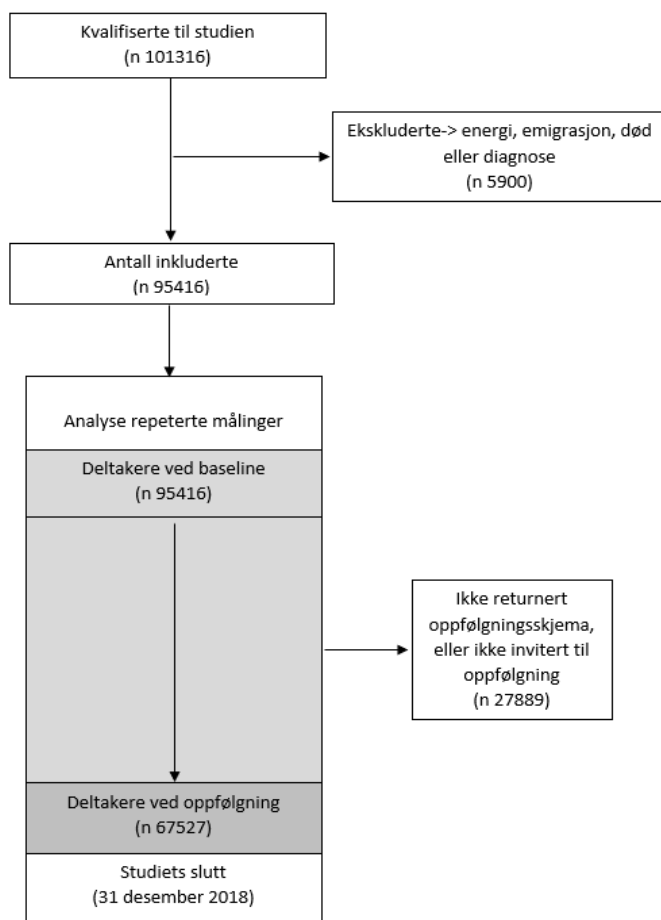 Kvalifiserte til studien
(n 101316)
Ekskluderte-> energi, emigrasjon, død
eller diagnose
(n 5900)
Antall inkluderte
(n 95416)
Analyse repeterte målinger
Deltakere ved baseline
(n 95416)
Ikke returnert
oppfølgningsskjema,
eller ikke invitert til
oppfølgning
(n 27889)
Deltakere ved oppfølgning
(n 67527)
Studiets slutt
(31 desember 2018)